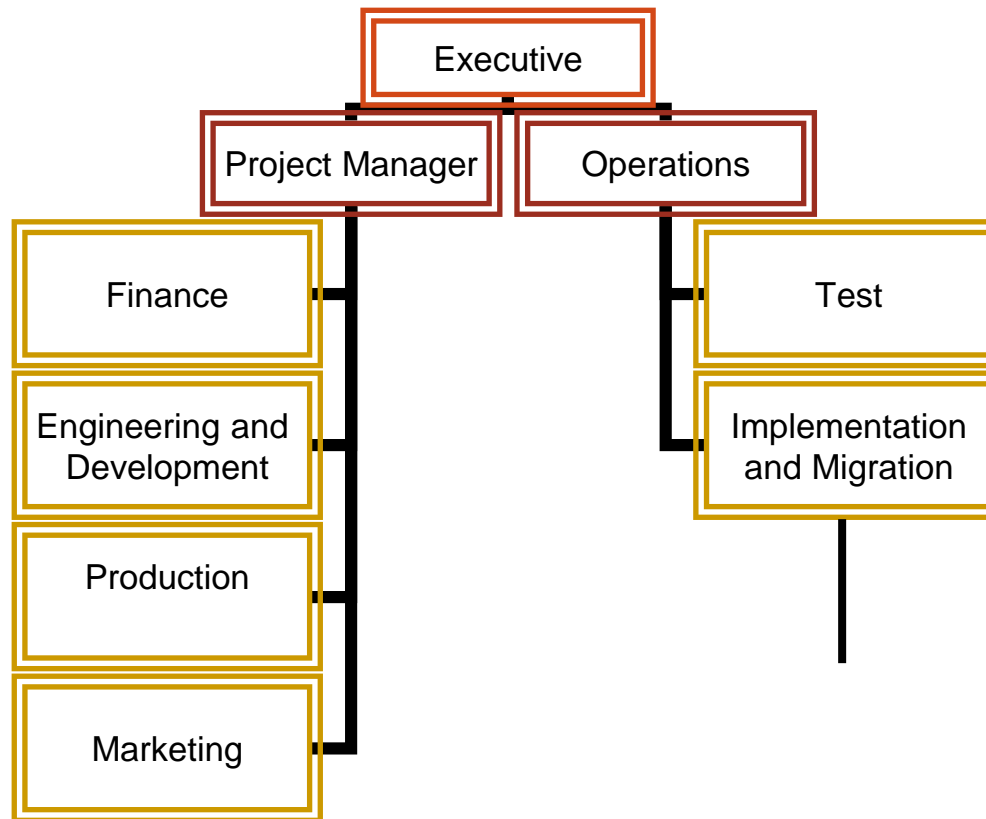 Executive
Project Manager
Operations
Finance
Test
Engineering and
Development
Implementation
and Migration
Production
Marketing